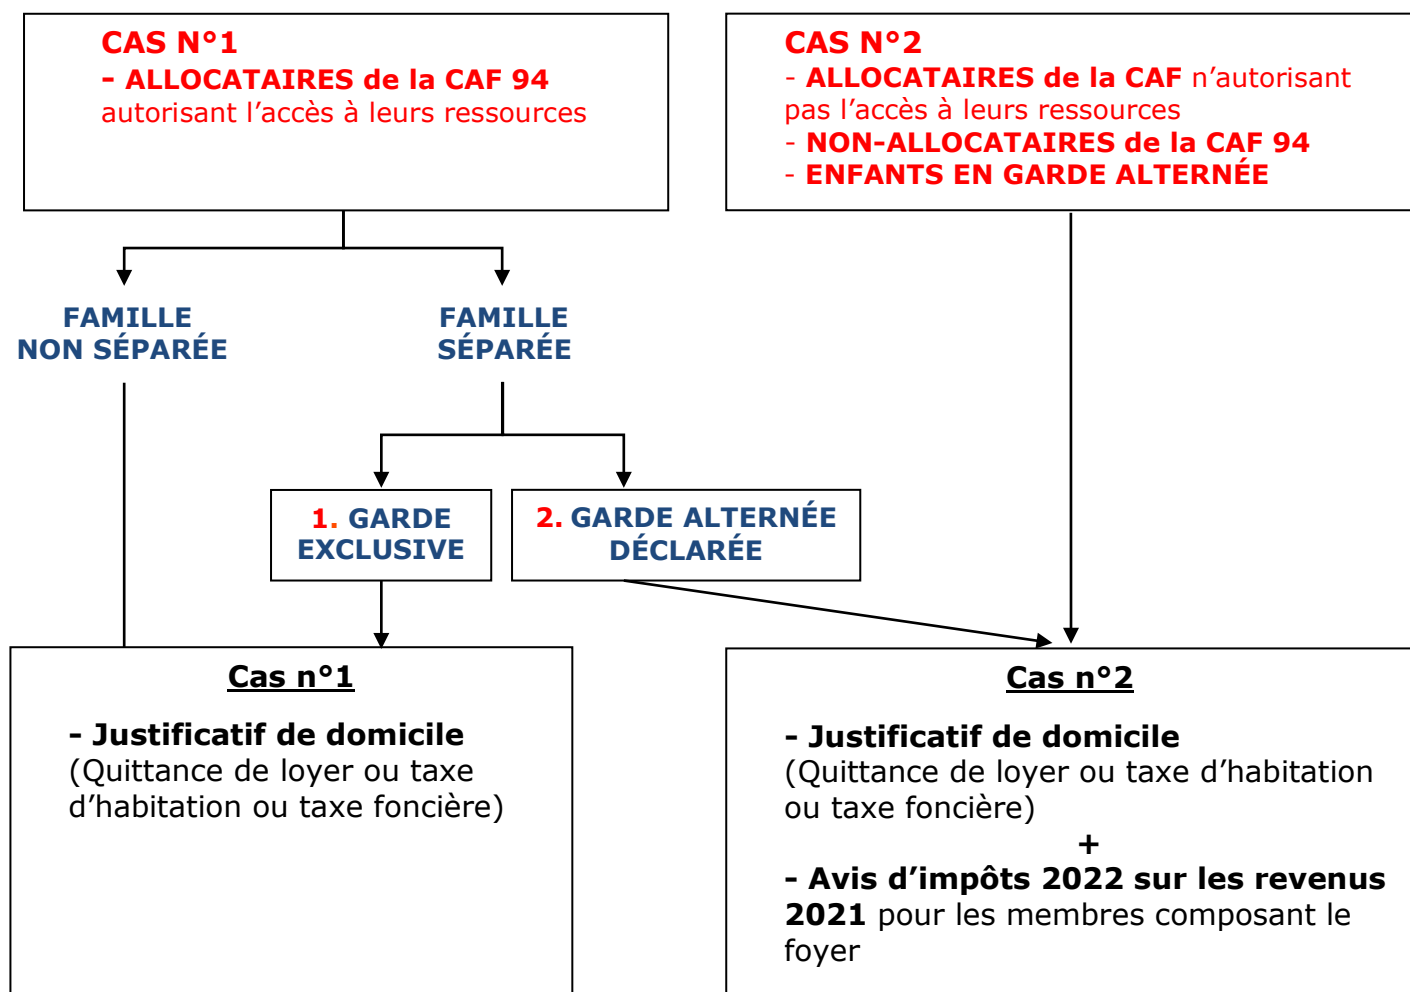 CAS N°1
- ALLOCATAIRES de la CAF 94
autorisant l’accès à leurs ressources
CAS N°2
- ALLOCATAIRES de la CAF n’autorisant
pas l’accès à leurs ressources
- NON-ALLOCATAIRES de la CAF 94
- ENFANTS EN GARDE ALTERNÉE
FAMILLE
NON SÉPARÉE
FAMILLE
SÉPARÉE
1. GARDE
EXCLUSIVE
2. GARDE ALTERNÉE
DÉCLARÉE
Cas n°1
- Justificatif de domicile
(Quittance de loyer ou taxe
d’habitation ou taxe foncière)
Cas n°2
- Justificatif de domicile
(Quittance de loyer ou taxe d’habitation
ou taxe foncière)
+
- Avis d’impôts 2022 sur les revenus
2021 pour les membres composant le
foyer